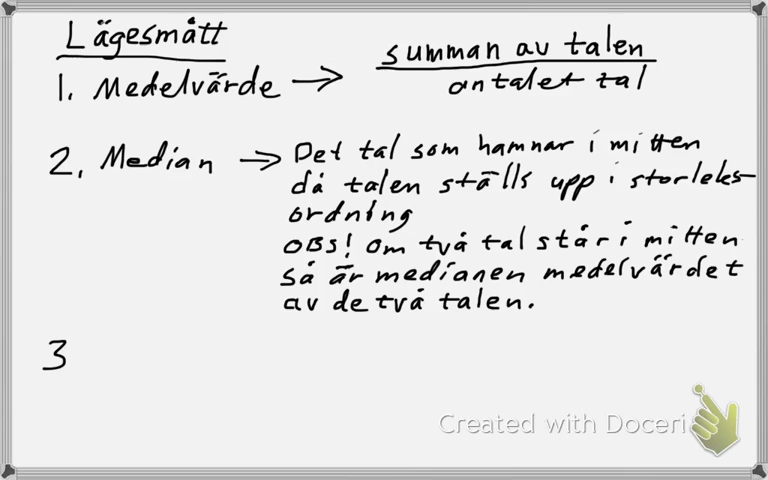 Lägesmått
1. Medelvärde → summan av talen
antalet tal
2. Median → Det tal som hamnar i mitten
då talen ställs upp i storleks-
ordning
OBS! om två tal står i mitten
så är medianen medelvärdet
av de två talen.
3
Created with Doceri